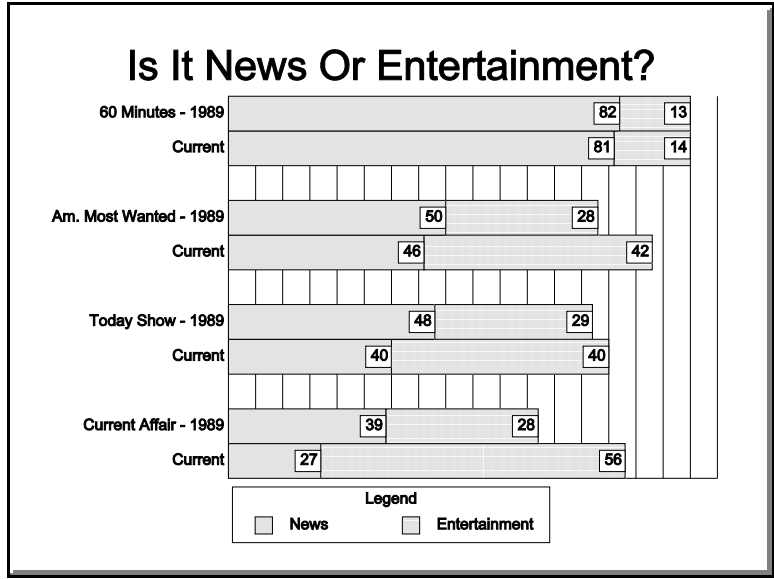 Is It News Or Entertainment?
60 Minutes - 1989 82 13
Current 81 14
Am. Most Wanted - 1989 50 28
Current 46 42
Today Show - 1989 48 29
Current 40 40
Current Affair - 1989 39 28
Current 27 56
Legend
News Entertainment